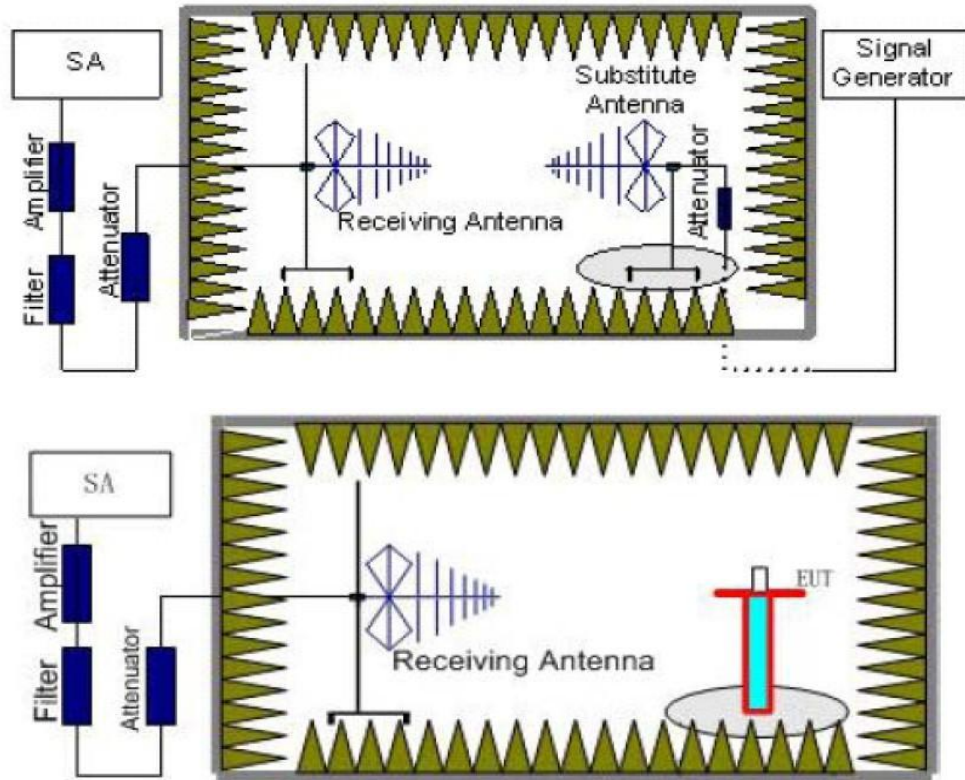 SA
Amplifier
Filter
Attenuator
Receiving Antenna
Substitute
Antenna
Attenuator
Signal
Generator
SA
Amplifier
Filter
Attenuator
Receiving Antenna
EUT